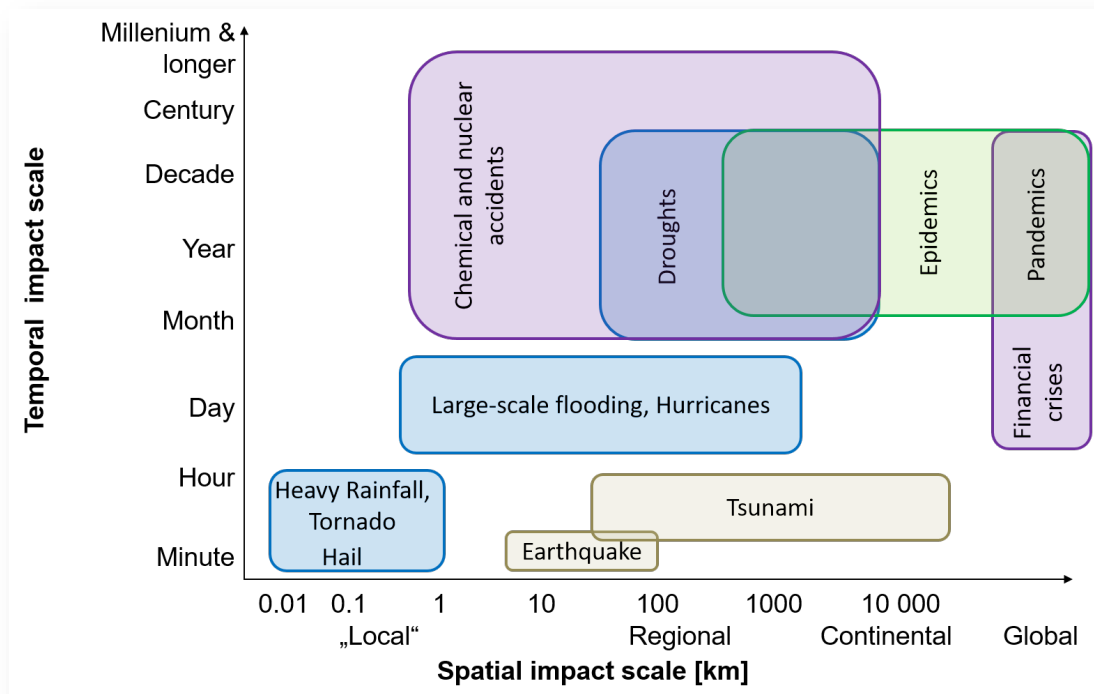 Millenium &
longer
Century
Decade
Year
Month
Day
Hour
Minute
Temporal impact scale
Chemical and nuclear
accidents
Droughts
Epidemics
Pandemics
Financial
crises
Large-scale flooding, Hurricanes
Heavy Rainfall,
Tornado
Hail
Tsunami
Earthquake
0.01 0.1 1 10 100 1000 10 000
„Local“ Regional Continental Global
Spatial impact scale [km]